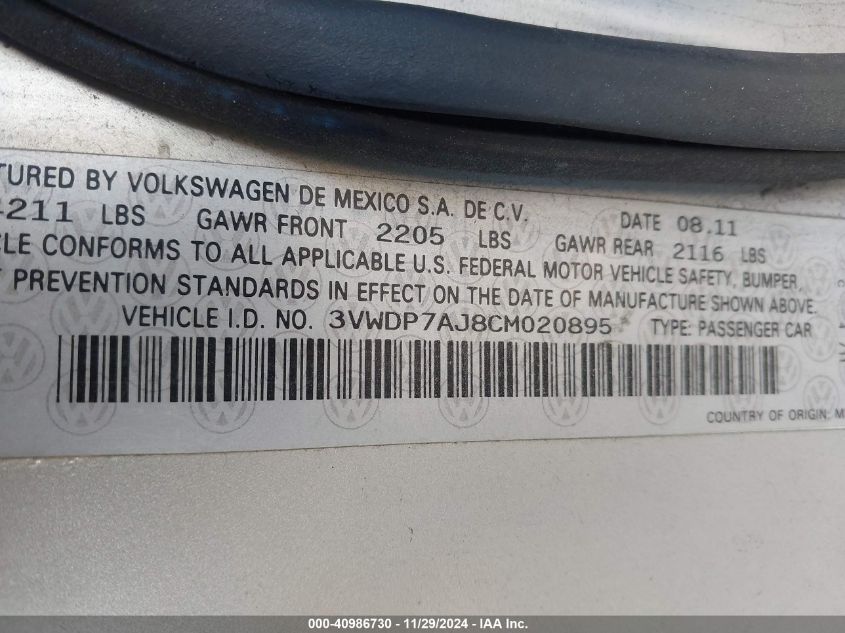 TURED BY VOLKSWAGEN DE MEXICO S.A. DE C.V. DATE 08.11
4211 LBS GAWR FRONT 2205 LBS GAWR REAR 2116 LBS
CLE CONFORMS TO ALL APPLICABLE U.S. FEDERAL MOTOR VEHICLE SAFETY, BUMPER,
PREVENTION STANDARDS IN EFFECT ON THE DATE OF MANUFACTURE SHOWN ABOVE.
VEHICLE I.D. NO. 3VWDP7AJ8CM020895 * TYPE: PASSENGER CAR
COUNTRY OF ORIGIN: M
000-40986730 - 11/29/2024 - IAA Inc.